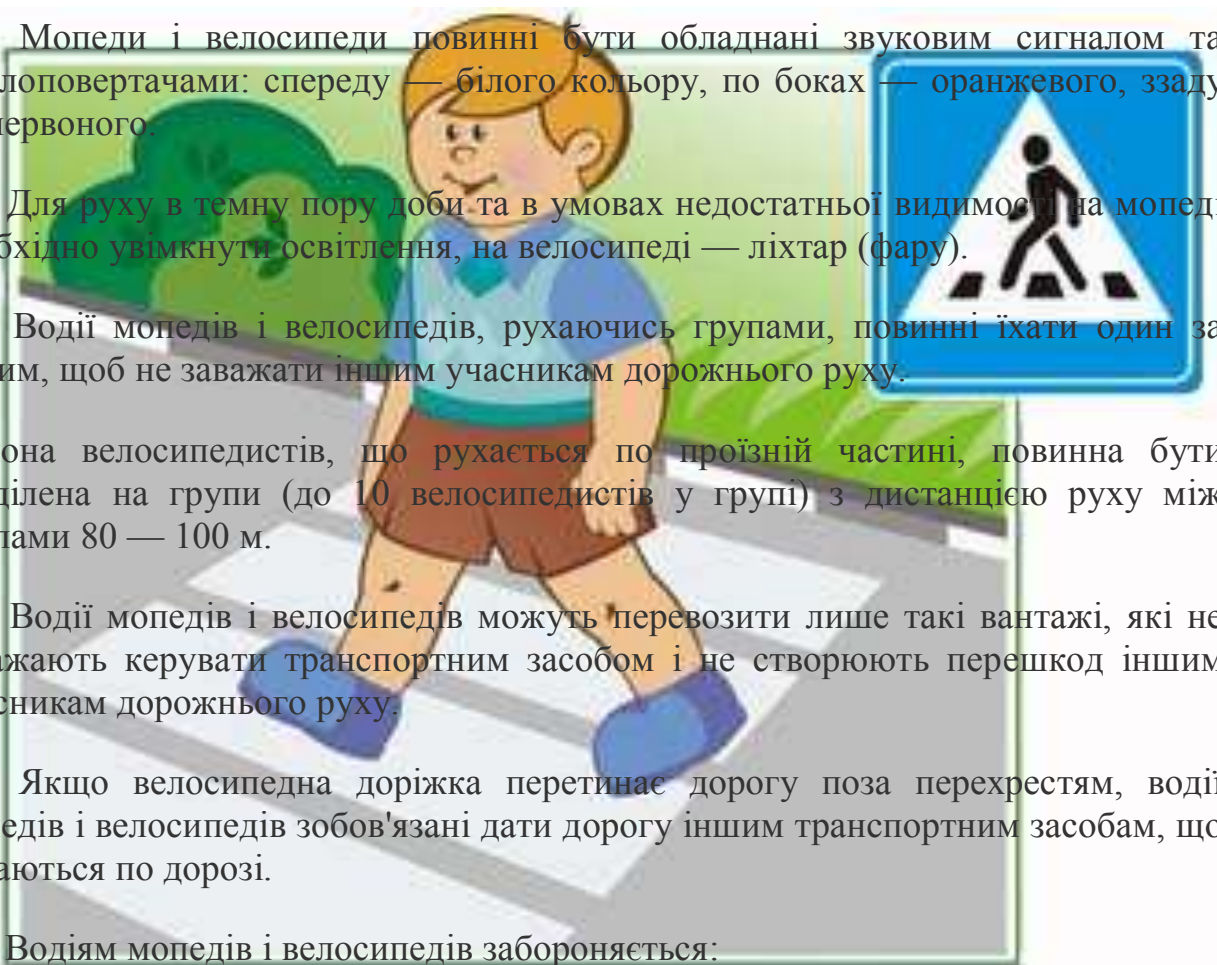 Мопеди і велосипеди повинні бути обладнані звуковим сигналом та
лоповертачами: спереду — білого кольору, по боках — оранжевого, ззаду
ервоного.
Для руху в темну пору доби та в умовах недостатньої видимості на мопеді
бхідно увімкнути освітлення, на велосипеді — ліхтар (фару).
Водії мопедів і велосипедів, рухаючись групами, повинні їхати один за
им, щоб не заважати іншим учасникам дорожнього руху.
она велосипедистів, що рухається по проїзній частині, повинна бути
ділена на групи (до 10 велосипедистів у групі) з дистанцією руху між
пами 80 — 100 м.
Водії мопедів і велосипедів можуть перевозити лише такі вантажі, які не
ажають керувати транспортним засобом і не створюють перешкод іншим
сникам дорожнього руху.
Якщо велосипедна доріжка перетинає дорогу поза перехрестям, водії
едів і велосипедів зобов'язані дати дорогу іншим транспортним засобам, що
аються по дорозі.
Водіям мопедів і велосипедів забороняється: